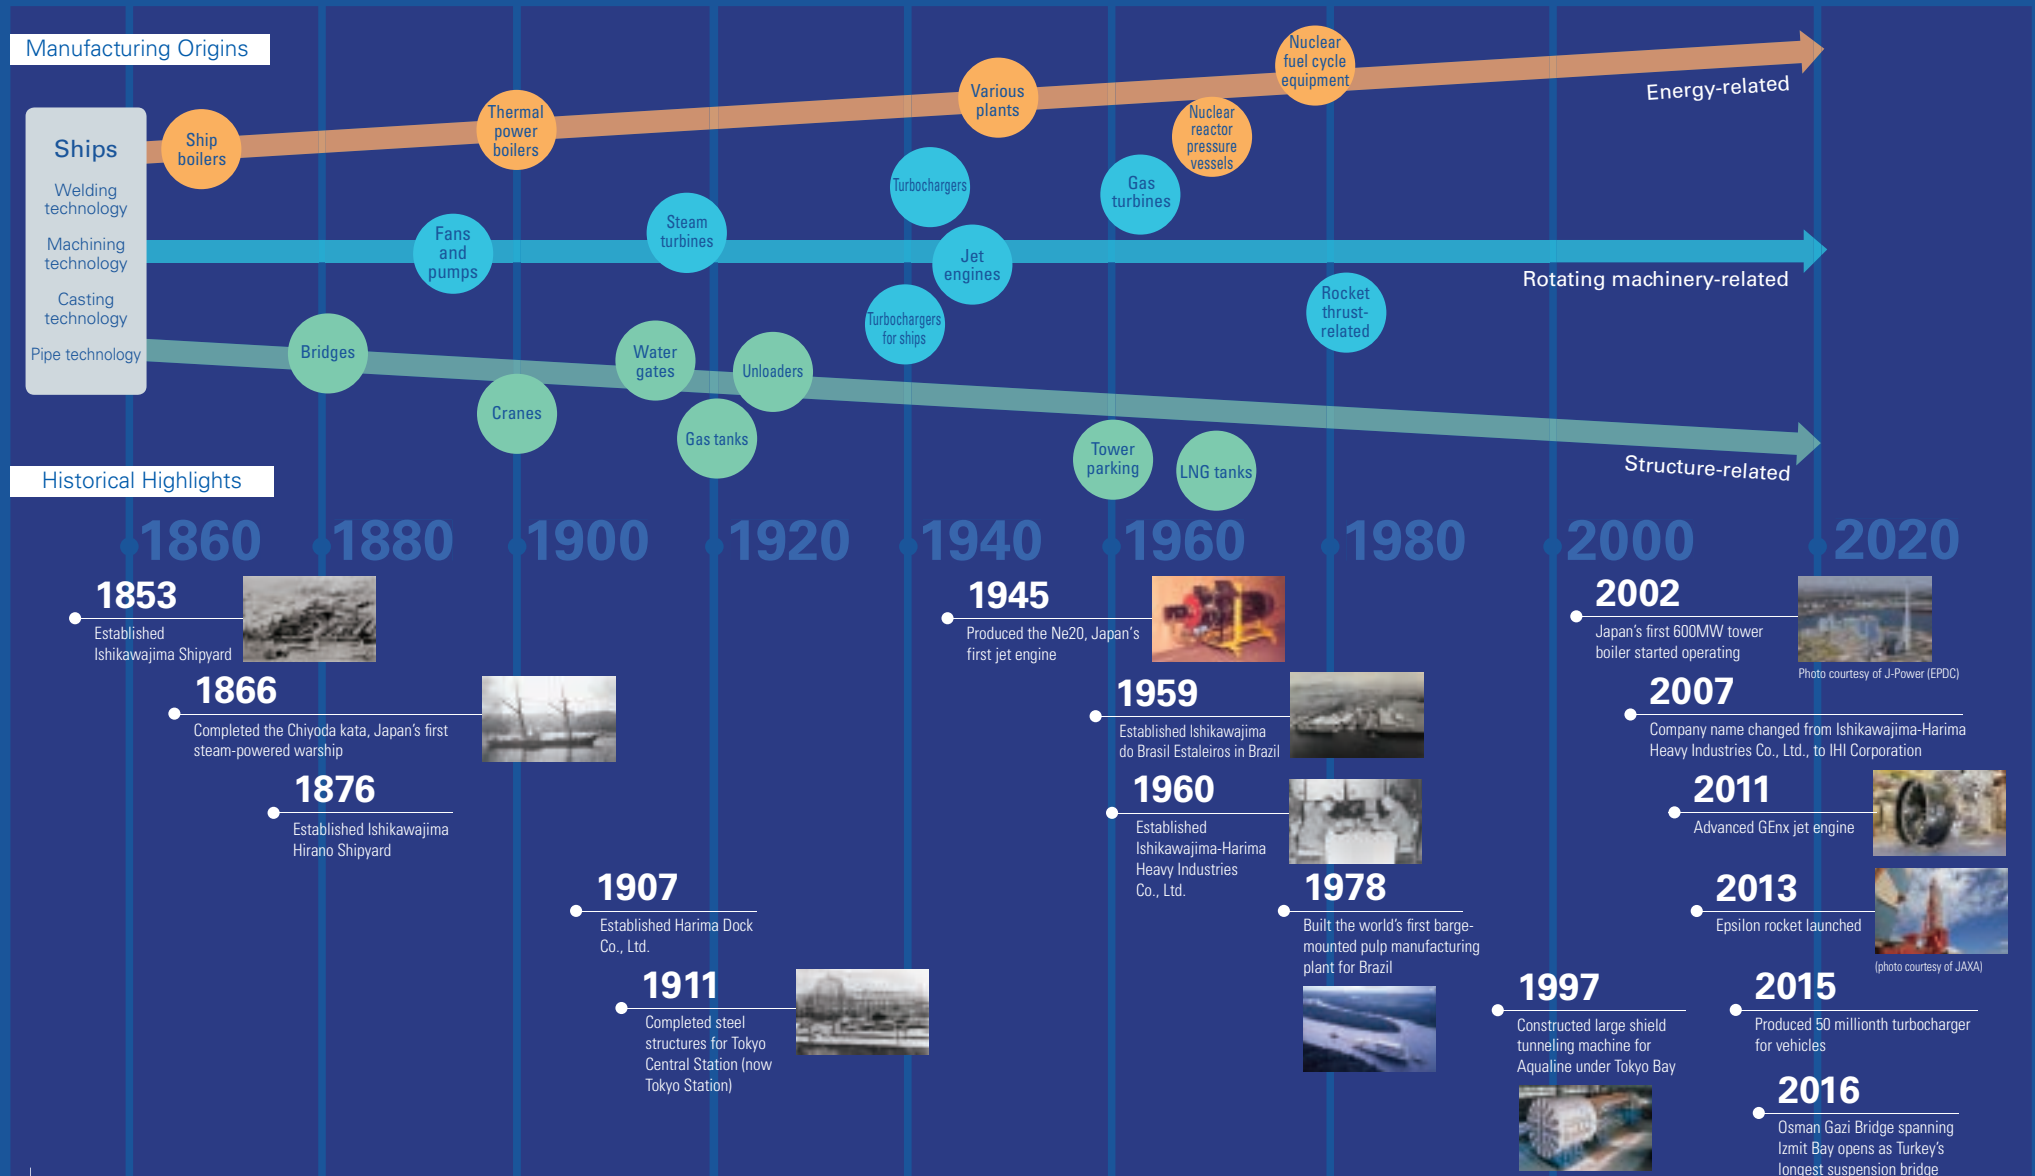 Manufacturing Origins
Ships
Welding
technology
Machining
technology
Casting
technology
Pipe technology
Ship
boilers
Thermal
power
boilers
Various
plants
Nuclear
fuel cycle
equipment
Nuclear
reactor
pressure
vessels
Energy-related
Fans
and
pumps
Steam
turbines
Turbochargers
Jet
engines
Turbochargers
for ships
Gas
turbines
Rocket
thrust-
related
Rotating machinery-related
Bridges
Cranes
Water
gates
Gas tanks
Unloaders
Tower
parking
LNG tanks
Structure-related
Historical Highlights
1860 1880 1900 1920 1940 1960 1980 2000 2020
1853
Established
Ishikawajima Shipyard
1866
Completed the Chiyoda kata, Japan's first
steam-powered warship
1876
Established Ishikawajima
Hirano Shipyard
1907
Established Harima Dock
Co., Ltd.
1911
Completed steel
structures for Tokyo
Central Station (now
Tokyo Station)
1945
Produced the Ne20, Japan's
first jet engine
1959
Established Ishikawajima
do Brasil Estaleiros in Brazil
1960
Established
Ishikawajima-Harima
Heavy Industries
Co., Ltd.
1978
Built the world's first barge-
mounted pulp manufacturing
plant for Brazil
1997
Constructed large shield
tunneling machine for
Aqualine under Tokyo Bay
2002
Japan's first 600MW tower
boiler started operating
Photo courtesy of J-Power (EPDC)
2007
Company name changed from Ishikawajima-Harima
Heavy Industries Co., Ltd., to IHI Corporation
2011
Advanced GEnx jet engine
2013
Epsilon rocket launched
(photo courtesy of JAXA)
2015
Produced 50 millionth turbocharger
for vehicles
2016
Osman Gazi Bridge spanning
Izmit Bay opens as Turkey's
longest suspension bridge